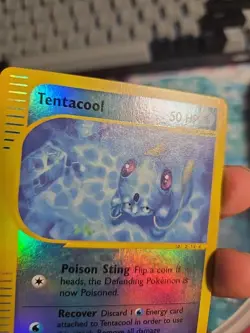 Tentacool
50 HP
Poison Sting Flip a coin. If
heads, the Defending Pokémon is
now Poisoned.
Recover Discard 1 Energy card
attached to Tentacool in order to use